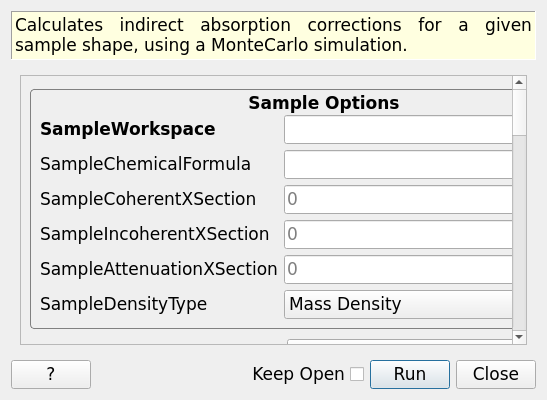 Calculates indirect absorption corrections for a given
sample shape, using a MonteCarlo simulation.
Sample Options
SampleWorkspace
SampleChemicalFormula
SampleCoherentXSection 0
SampleIncoherentXSection 0
SampleAttenuationXSection 0
SampleDensityType Mass Density
? Keep Open Run Close